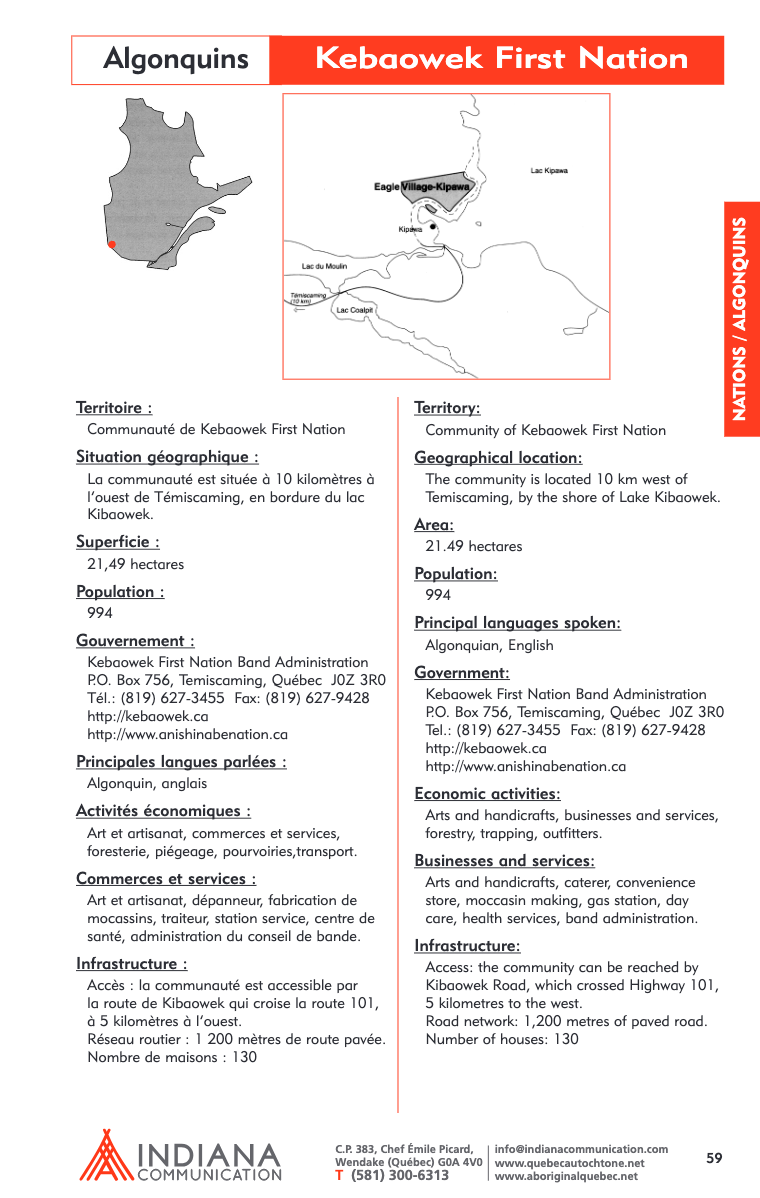 Algonquins
Kebaowek First Nation
Lac Kipawa
Eagle Village-Kipawa
Kipawa
Lac du Moulin
Témiscaming
(10 km)
Lac Coalpit
NATIONS / ALGONQUINS
Territoire :
Communauté de Kebaowek First Nation
Situation géographique :
La communauté est située à 10 kilomètres à
l’ouest de Témiscaming, en bordure du lac
Kibaowek.
Superficie :
21,49 hectares
Population :
994
Gouvernement :
Kebaowek First Nation Band Administration
P.O. Box 756, Temiscaming, Québec  J0Z 3R0
Tél.: (819) 627-3455  Fax: (819) 627-9428
http://kebaowek.ca
http://www.anishinabenation.ca
Principales langues parlées :
Algonquin, anglais
Activités économiques :
Art et artisanat, commerces et services,
foresterie, piégeage, pourvoiries,transport.
Commerces et services :
Art et artisanat, dépanneur, fabrication de
mocassins, traiteur, station service, centre de
santé, administration du conseil de bande.
Infrastructure :
Accès : la communauté est accessible par
la route de Kibaowek qui croise la route 101,
à 5 kilomètres à l’ouest.
Réseau routier : 1 200 mètres de route pavée.
Nombre de maisons : 130
Territory:
Community of Kebaowek First Nation
Geographical location:
The community is located 10 km west of
Temiscaming, by the shore of Lake Kibaowek.
Area:
21.49 hectares
Population:
994
Principal languages spoken:
Algonquian, English
Government:
Kebaowek First Nation Band Administration
P.O. Box 756, Temiscaming, Québec  J0Z 3R0
Tel.: (819) 627-3455  Fax: (819) 627-9428
http://kebaowek.ca
http://www.anishinabenation.ca
Economic activities:
Arts and handicrafts, businesses and services,
forestry, trapping, outfitters.
Businesses and services:
Arts and handicrafts, caterer, convenience
store, moccasin making, gas station, day
care, health services, band administration.
Infrastructure:
Access: the community can be reached by
Kibaowek Road, which crossed Highway 101,
5 kilometres to the west.
Road network: 1,200 metres of paved road.
Number of houses: 130
INDIANA
COMMUNICATION
C.P. 383, Chef Émile Picard,
Wendake (Québec) G0A 4V0
T (581) 300-6313
info@indianacommunication.com
www.quebecautochtone.net
www.aboriginalquebec.net
59